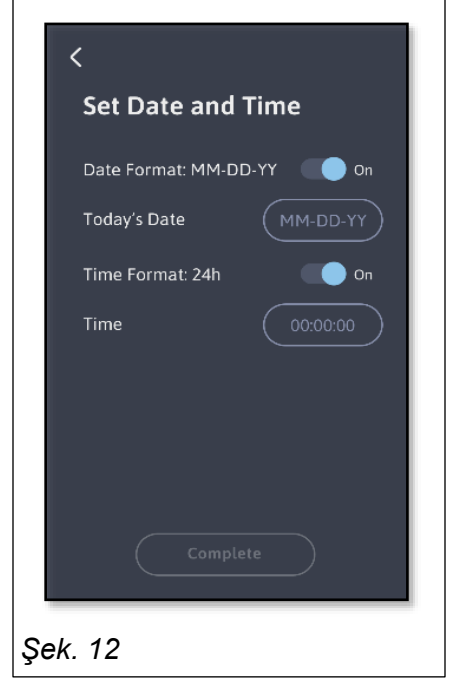 Set Date and Time
Date Format: MM-DD-YY On
Today's Date MM-DD-YY
Time Format: 24h On
Time 00:00:00
Complete
Şek. 12